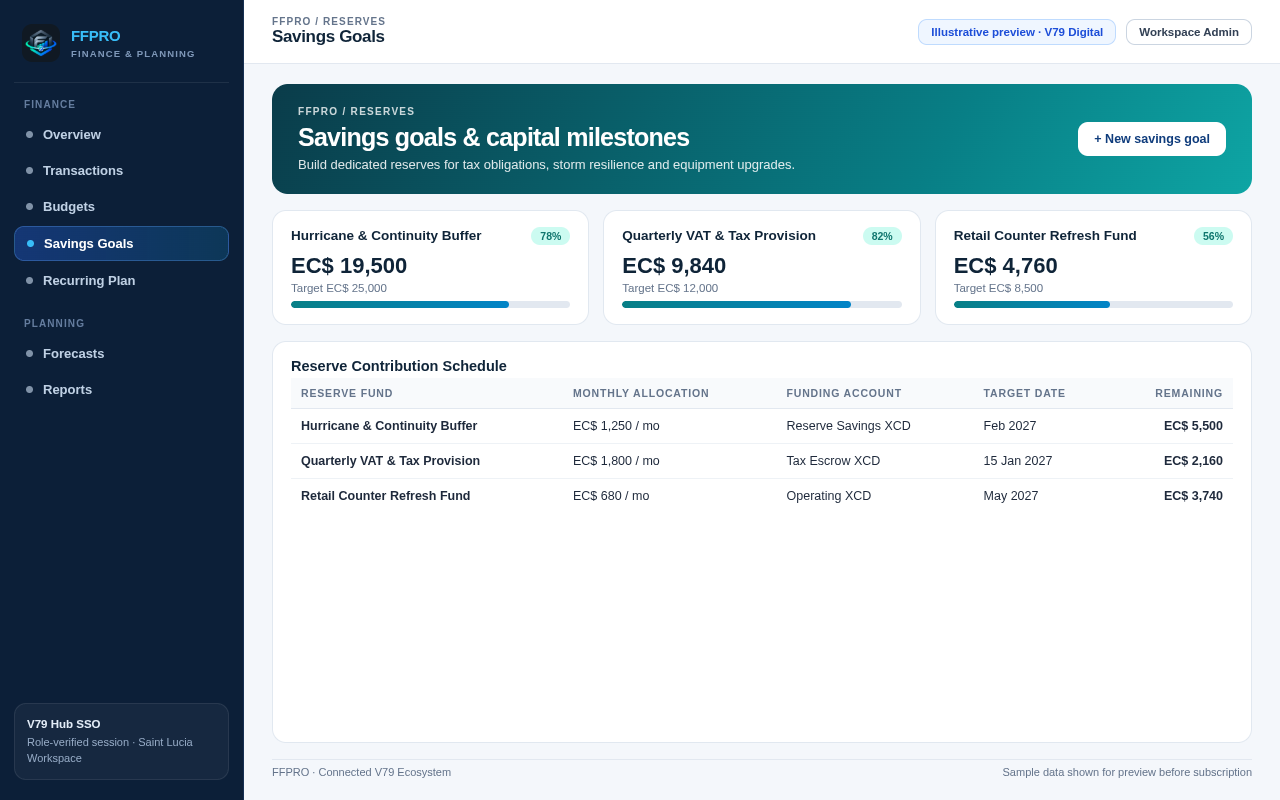 FFPRO
FINANCE & PLANNING
FINANCE
Overview
Transactions
Budgets
Savings Goals
Recurring Plan
PLANNING
Forecasts
Reports
V79 Hub SSO
Role-verified session · Saint Lucia
Workspace
FFPRO / RESERVES
Savings Goals
Illustrative preview · V79 Digital
Workspace Admin
FFPRO / RESERVES
Savings goals & capital milestones
Build dedicated reserves for tax obligations, storm resilience and equipment upgrades.
+ New savings goal
Hurricane & Continuity Buffer 78%
EC$ 19,500
Target EC$ 25,000
Quarterly VAT & Tax Provision 82%
EC$ 9,840
Target EC$ 12,000
Retail Counter Refresh Fund 56%
EC$ 4,760
Target EC$ 8,500
Reserve Contribution Schedule
RESERVE FUND MONTHLY ALLOCATION FUNDING ACCOUNT TARGET DATE REMAINING
Hurricane & Continuity Buffer EC$ 1,250 / mo Reserve Savings XCD Feb 2027 EC$ 5,500
Quarterly VAT & Tax Provision EC$ 1,800 / mo Tax Escrow XCD 15 Jan 2027 EC$ 2,160
Retail Counter Refresh Fund EC$ 680 / mo Operating XCD May 2027 EC$ 3,740
FFPRO · Connected V79 Ecosystem
Sample data shown for preview before subscription